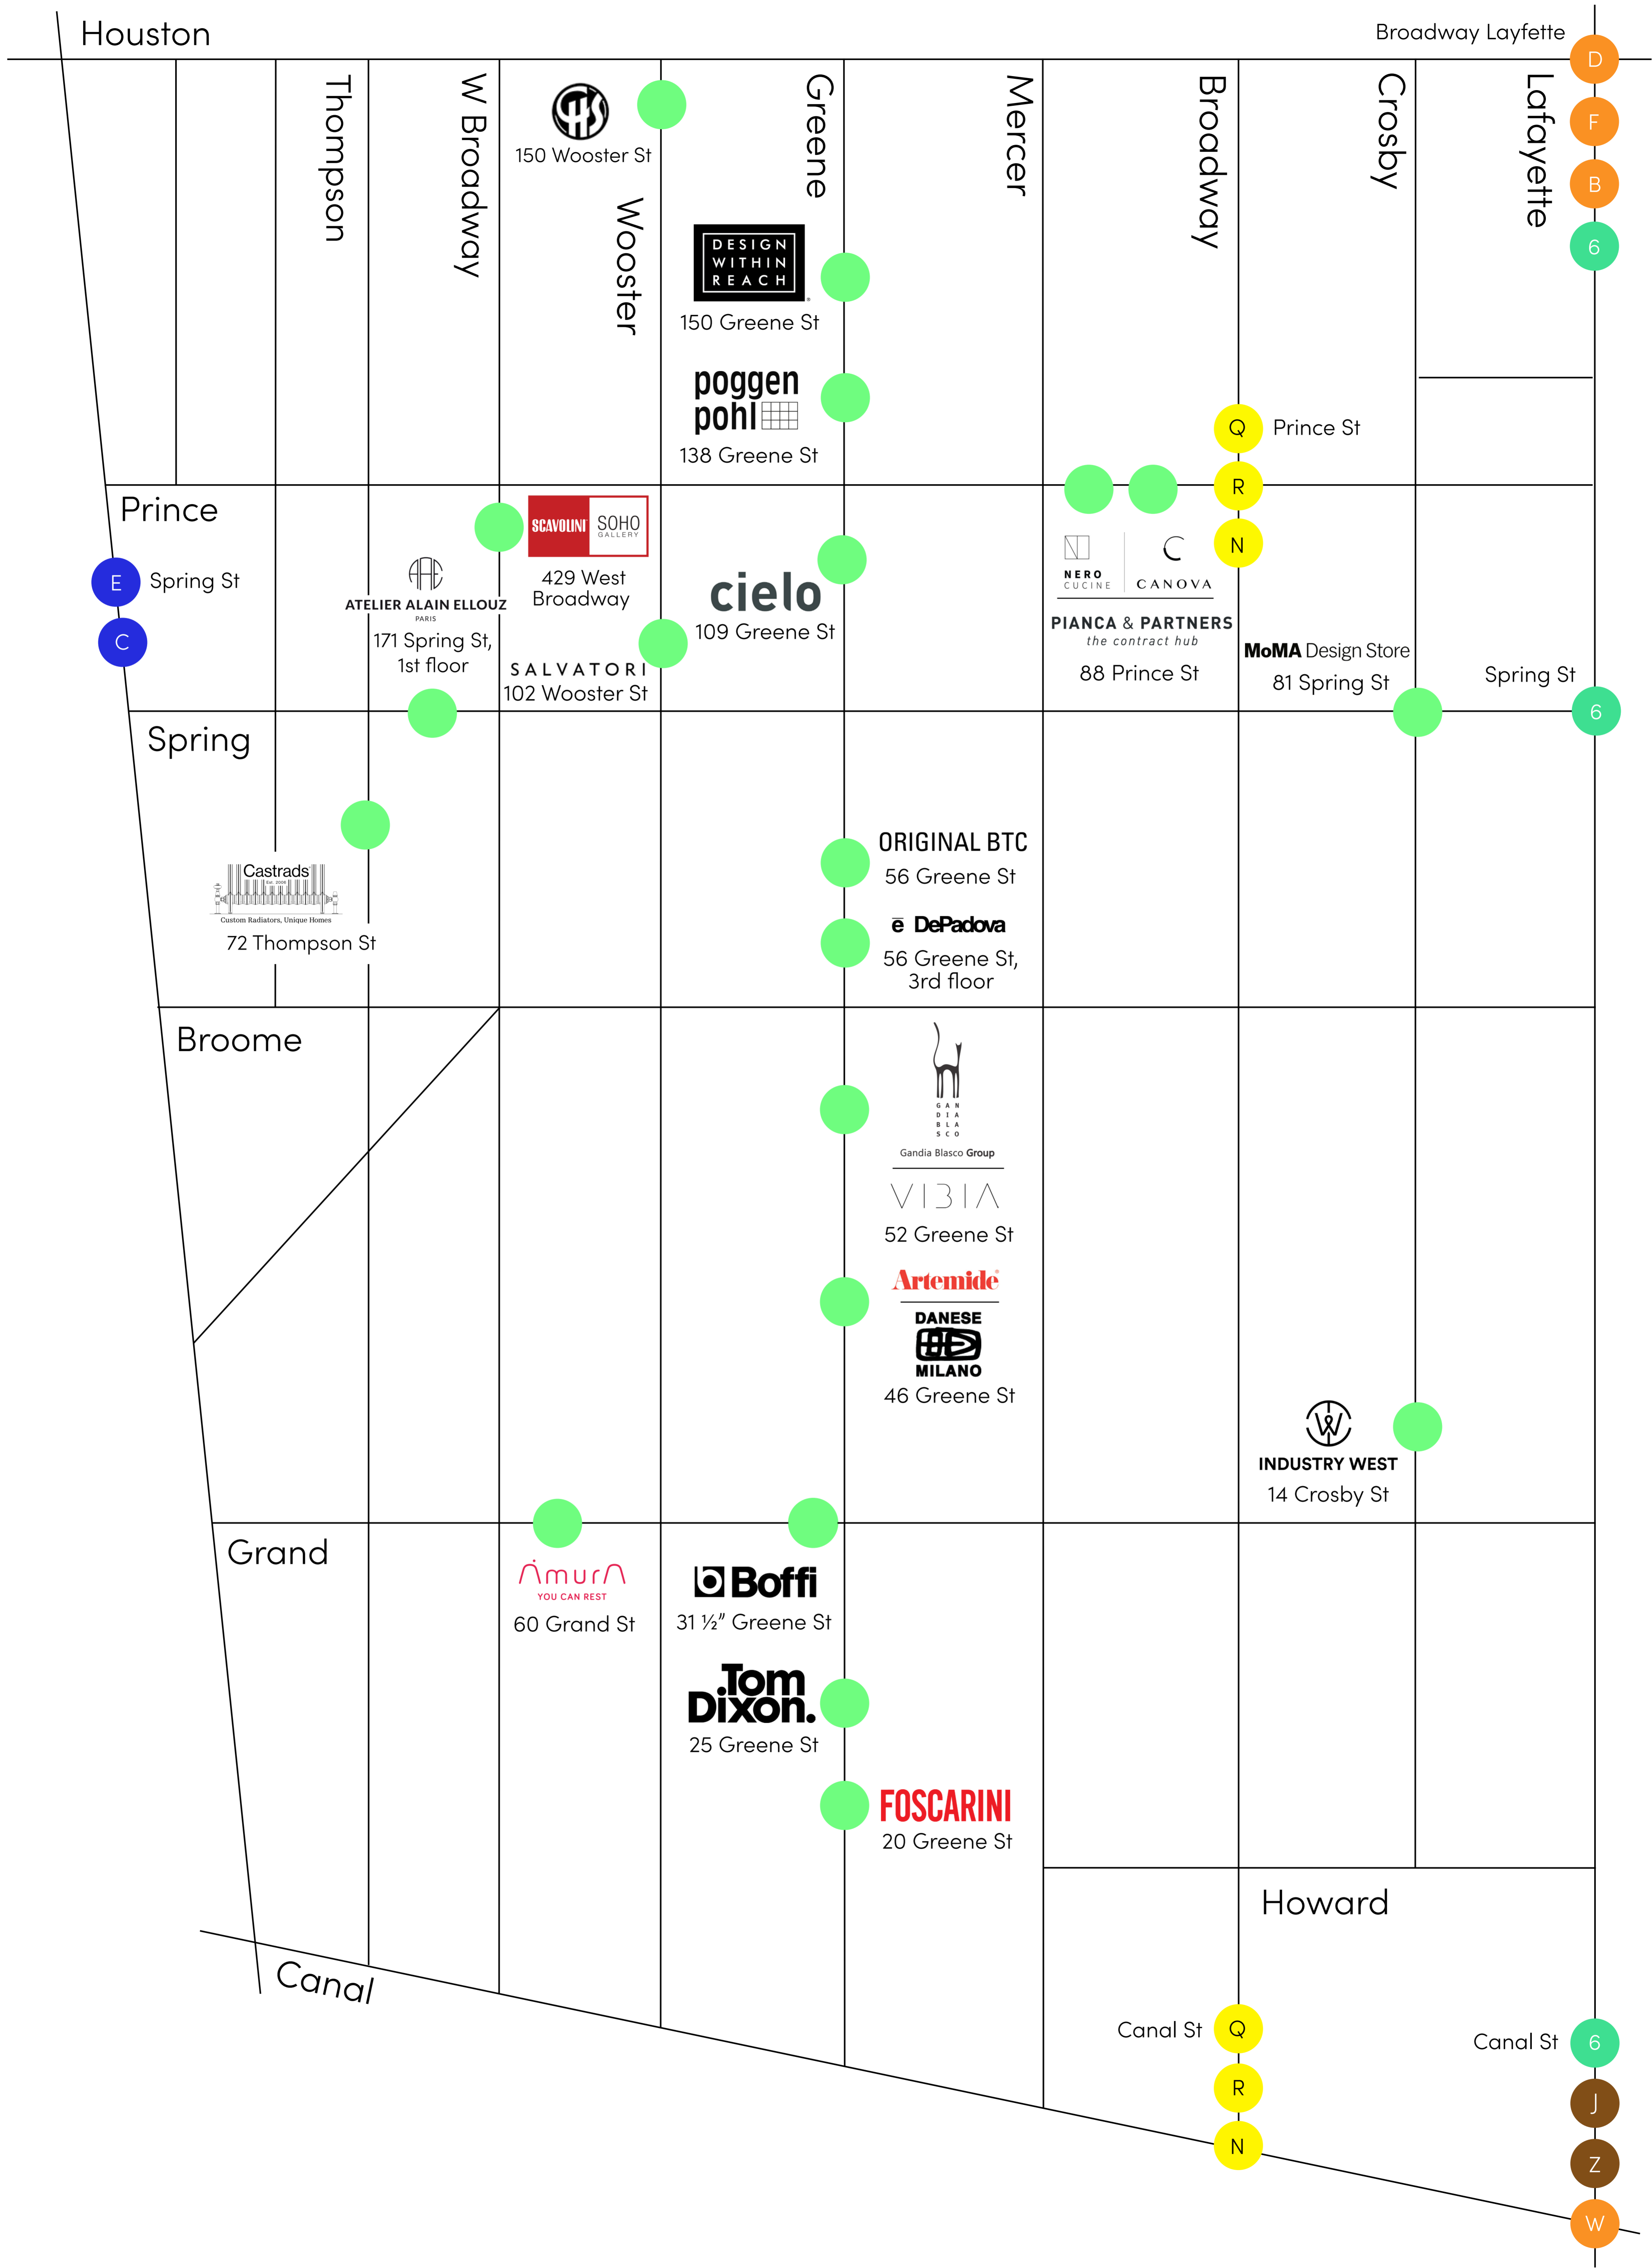 Houston
Broadway Layfette
D
F
B
6
Thompson
W Broadway
Wooster
Greene
Mercer
Broadway
Crosby
Lafayette
150 Wooster St
DESIGN
WITHIN
REACH
®
150 Greene St
poggen
pohl
138 Greene St
Q
Prince St
R
N
Prince
SCAVOLINI
SOHO
GALLERY
429 West
Broadway
E
Spring St
C
AAE
ATELIER ALAIN ELLOUZ
PARIS
171 Spring St,
1st floor
SALVATORI
102 Wooster St
cielo
109 Greene St
NERO
CUCINE
C
CANOVA
PIANCA & PARTNERS
the contract hub
88 Prince St
MoMA Design Store
81 Spring St
Spring St
6
Spring
Castrads
Est. 2006
Custom Radiators, Unique Homes
72 Thompson St
ORIGINAL BTC
56 Greene St
ē DePadova
56 Greene St,
3rd floor
Broome
GAN
DIA
BLA
SCO
Gandia Blasco Group
VIBIA
52 Greene St
Artemide®
DANESE
MILANO
46 Greene St
W
INDUSTRY WEST
14 Crosby St
Grand
AmurA
YOU CAN REST
60 Grand St
b Boffi
31 ½” Greene St
Tom
Dixon.
25 Greene St
FOSCARINI
20 Greene St
Howard
Canal
Canal St
Q
R
N
Canal St
6
J
Z
W